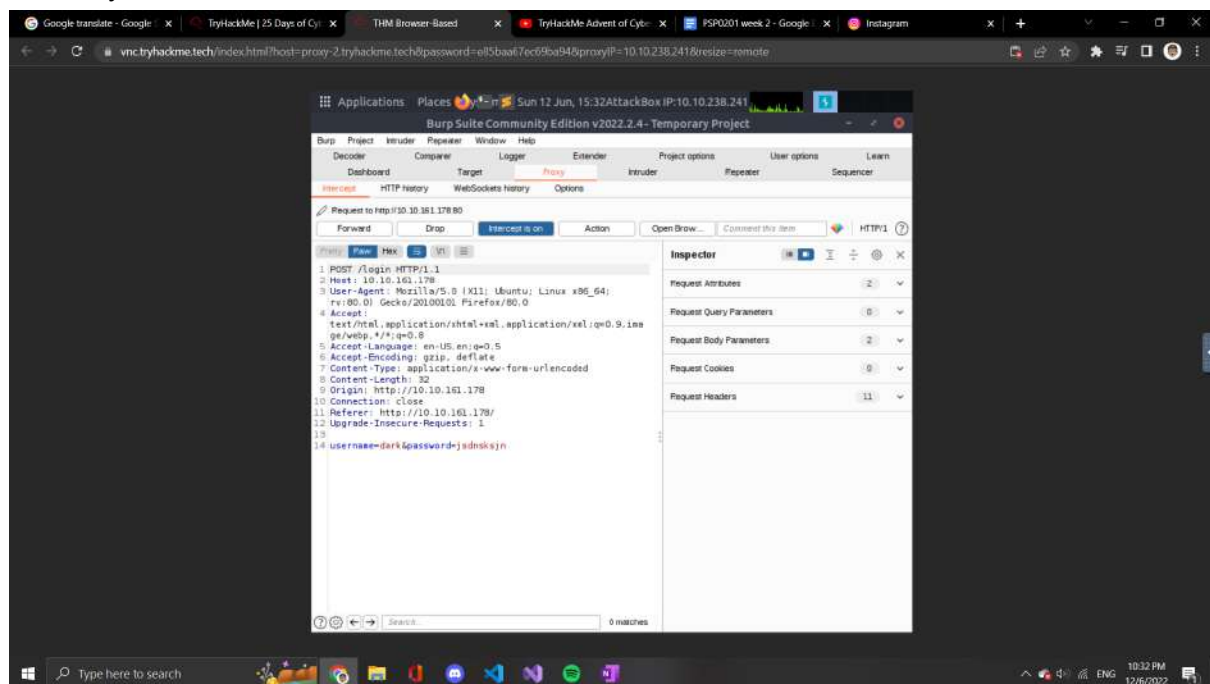 Google translate - Google
TryHackMe | 25 Days of Cy
THM Browser-Based
TryHackMe Advent of Cybe
PSP0201 week 2 - Google
Instagram
vnc.tryhackme.tech/index.html?host=proxy-2.tryhackme.tech&password=
Applications Places Sun 12 Jun, 15:32 AttackBox IP:10.10.238.241
Burp Suite Community Edition v2022.2.4 - Temporary Project
Burp Project Intruder Repeater Window Help
Decoder Comparer Logger Extender Project options User options Learn
Dashboard Target Proxy Intruder Repeater Sequencer
Intercept HTTP history WebSockets history Options
Request to http://10.10.161.178:80
Forward Drop Intercept is on Action Open Brow... Comment this item HTTP/1
Pretty Raw Hex \n
Inspector
1 POST /login HTTP/1.1
2 Host: 10.10.161.178
3 User-Agent: Mozilla/5.0 (X11; Ubuntu; Linux x86_64;
rv:80.0) Gecko/20100101 Firefox/80.0
4 Accept:
text/html,application/xhtml+xml,application/xml;q=0.9,ima
ge/webp,*/*;q=0.8
5 Accept-Language: en-US,en;q=0.5
6 Accept-Encoding: gzip, deflate
7 Content-Type: application/x-www-form-urlencoded
8 Content-Length: 32
9 Origin: http://10.10.161.178
10 Connection: close
11 Referer: http://10.10.161.178/
12 Upgrade-Insecure-Requests: 1
13
14 username=dark&password=jsdnsksjn
Request Attributes 2
Request Query Parameters 0
Request Body Parameters 2
Request Cookies 0
Request Headers 11
Search... 0 matches
Type here to search
ENG
10:32 PM
12/6/2022